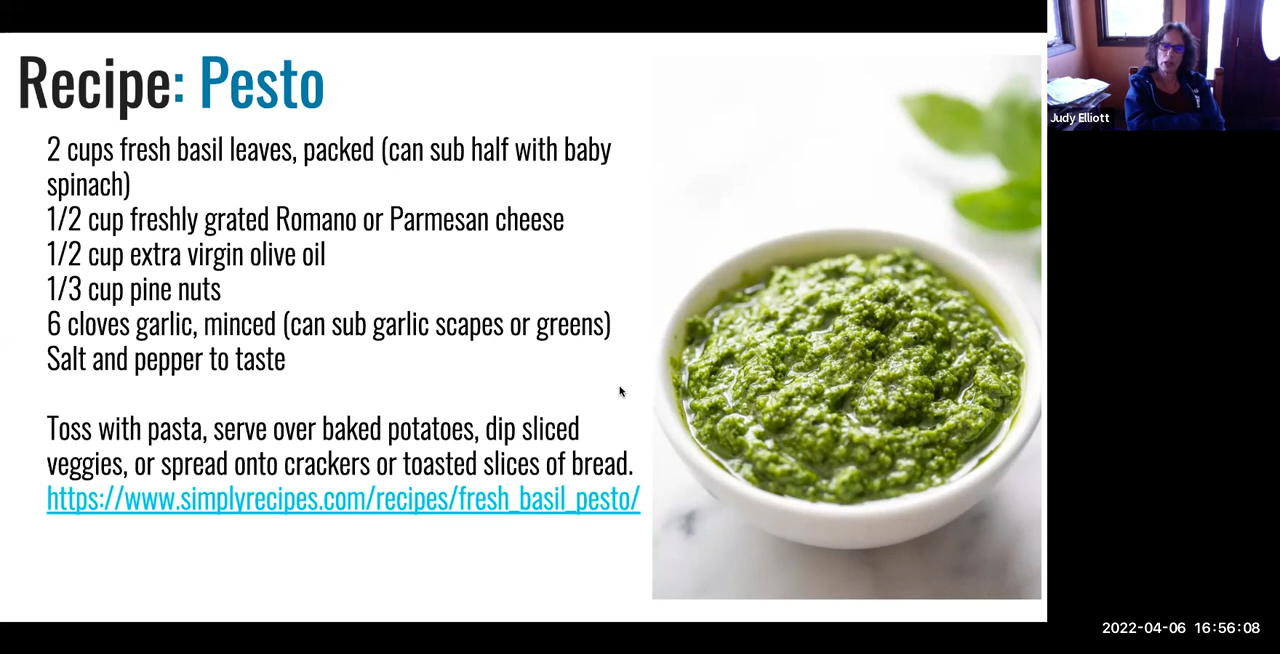 Recipe: Pesto
2 cups fresh basil leaves, packed (can sub half with baby
spinach)
1/2 cup freshly grated Romano or Parmesan cheese
1/2 cup extra virgin olive oil
1/3 cup pine nuts
6 cloves garlic, minced (can sub garlic scapes or greens)
Salt and pepper to taste
Toss with pasta, serve over baked potatoes, dip sliced
veggies, or spread onto crackers or toasted slices of bread.
https://www.simplyrecipes.com/recipes/fresh_basil_pesto/
Judy Elliott
2022-04-06 16:56:08